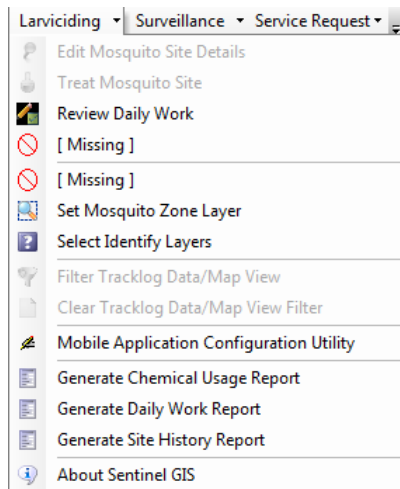 Larviciding Surveillance Service Request
Edit Mosquito Site Details
Treat Mosquito Site
Review Daily Work
[ Missing ]
[ Missing ]
Set Mosquito Zone Layer
Select Identify Layers
Filter Tracklog Data/Map View
Clear Tracklog Data/Map View Filter
Mobile Application Configuration Utility
Generate Chemical Usage Report
Generate Daily Work Report
Generate Site History Report
About Sentinel GIS